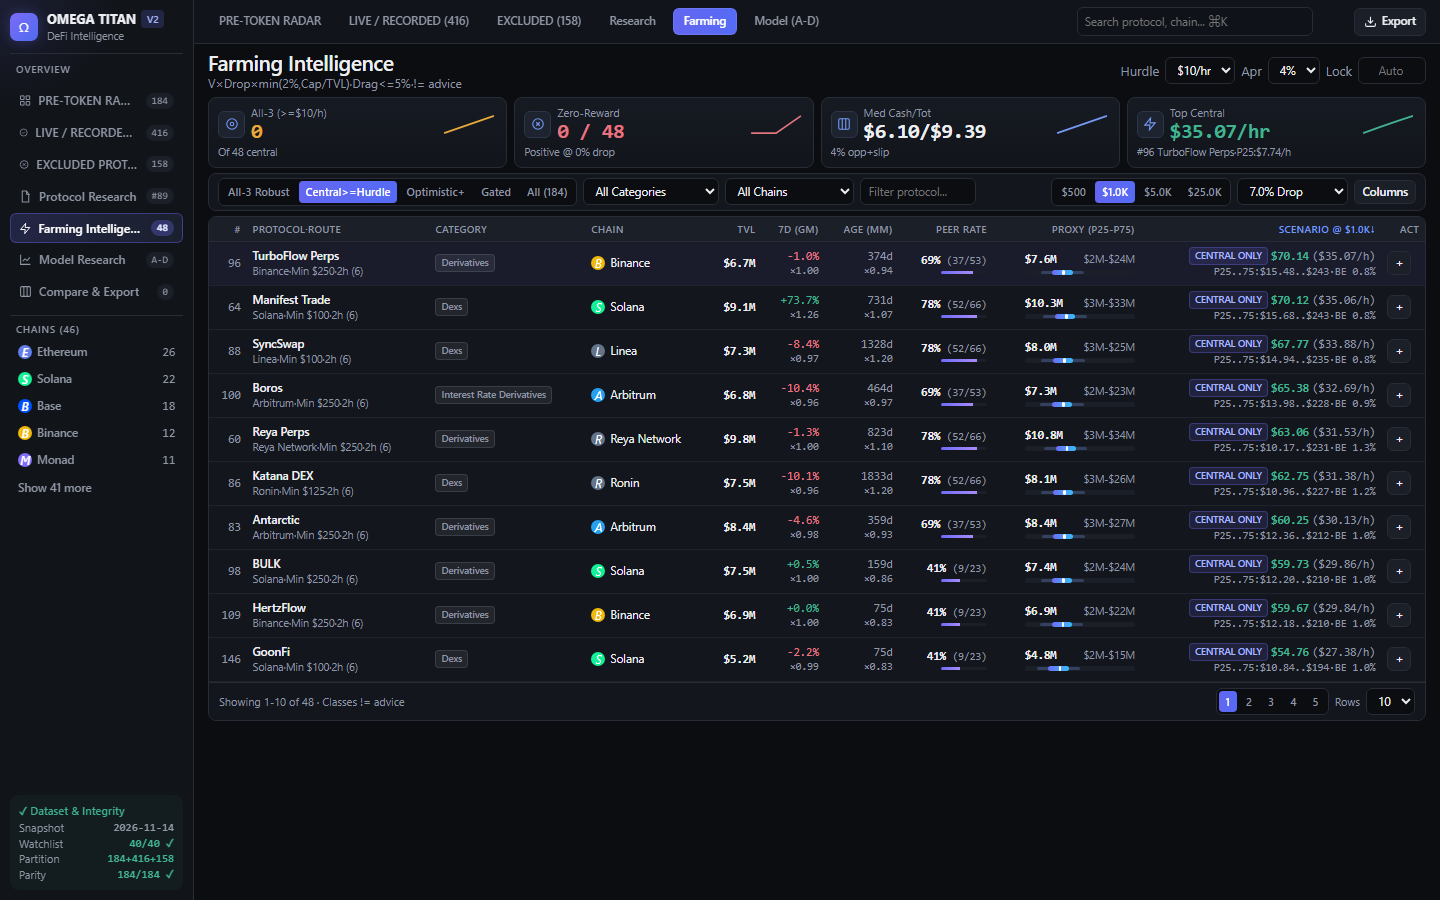 Ω OMEGA TITAN V2
DeFi Intelligence
OVERVIEW
PRE-TOKEN RA... 184
LIVE / RECORDE... 416
EXCLUDED PROT... 158
Protocol Research #89
Farming Intellige... 48
Model Research A-D
Compare & Export 0
CHAINS (46)
Ethereum 26
Solana 22
Base 18
Binance 12
Monad 11
Show 41 more
✓ Dataset & Integrity
Snapshot 2026-11-14
Watchlist 40/40 ✓
Partition 184+416+158
Parity 184/184 ✓
PRE-TOKEN RADAR LIVE / RECORDED (416) EXCLUDED (158) Research Farming Model (A-D) Search protocol, chain... ⌘K Export
Farming Intelligence
V×Drop×min(2%,Cap/TVL)·Drag<=5%·!= advice
Hurdle $10/hr Apr 4% Lock Auto
All-3 (>=$10/h)
0
Of 48 central
Zero-Reward
0 / 48
Positive @ 0% drop
Med Cash/Tot
$6.10/$9.39
4% opp+slip
Top Central
$35.07/hr
#96 TurboFlow Perps·P25:$7.74/h
All-3 Robust Central>=Hurdle Optimistic+ Gated All (184) All Categories All Chains Filter protocol... $500 $1.0K $5.0K $25.0K 7.0% Drop Columns
# PROTOCOL·ROUTE CATEGORY CHAIN TVL 7D (GM) AGE (MM) PEER RATE PROXY (P25-P75) SCENARIO @ $1.0K↓ ACT
96 TurboFlow Perps Derivatives B Binance $6.7M -1.0% 374d 69% (37/53) $7.6M $2M-$24M CENTRAL ONLY $70.14 ($35.07/h) +
Binance·Min $250·2h (6) ×1.00 ×0.94 P25..75:$15.48..$243·BE 0.8%
64 Manifest Trade Dexs S Solana $9.1M +73.7% 731d 78% (52/66) $10.3M $3M-$33M CENTRAL ONLY $70.12 ($35.06/h) +
Solana·Min $100·2h (6) ×1.26 ×1.07 P25..75:$15.68..$243·BE 0.8%
88 SyncSwap Dexs L Linea $7.3M -8.4% 1328d 78% (52/66) $8.0M $3M-$25M CENTRAL ONLY $67.77 ($33.88/h) +
Linea·Min $100·2h (6) ×0.97 ×1.20 P25..75:$14.94..$235·BE 0.8%
100 Boros Interest Rate Derivatives A Arbitrum $6.8M -10.4% 464d 69% (37/53) $7.3M $2M-$23M CENTRAL ONLY $65.38 ($32.69/h) +
Arbitrum·Min $250·2h (6) ×0.96 ×0.97 P25..75:$13.98..$228·BE 0.9%
60 Reya Perps Derivatives R Reya Network $9.8M -1.3% 823d 78% (52/66) $10.8M $3M-$34M CENTRAL ONLY $63.06 ($31.53/h) +
Reya Network·Min $250·2h (6) ×1.00 ×1.10 P25..75:$10.17..$231·BE 1.3%
86 Katana DEX Dexs R Ronin $7.5M -10.1% 1833d 78% (52/66) $8.1M $3M-$26M CENTRAL ONLY $62.75 ($31.38/h) +
Ronin·Min $125·2h (6) ×0.96 ×1.20 P25..75:$10.96..$227·BE 1.2%
83 Antarctic Derivatives A Arbitrum $8.4M -4.6% 359d 69% (37/53) $8.4M $3M-$27M CENTRAL ONLY $60.25 ($30.13/h) +
Arbitrum·Min $250·2h (6) ×0.98 ×0.93 P25..75:$12.36..$212·BE 1.0%
98 BULK Derivatives S Solana $7.5M +0.5% 159d 41% (9/23) $7.4M $2M-$24M CENTRAL ONLY $59.73 ($29.86/h) +
Solana·Min $250·2h (6) ×1.00 ×0.86 P25..75:$12.20..$210·BE 1.0%
109 HertzFlow Derivatives B Binance $6.9M +0.0% 75d 41% (9/23) $6.9M $2M-$22M CENTRAL ONLY $59.67 ($29.84/h) +
Binance·Min $250·2h (6) ×1.00 ×0.83 P25..75:$12.18..$210·BE 1.0%
146 GoonFi Dexs S Solana $5.2M -2.2% 75d 41% (9/23) $4.8M $2M-$15M CENTRAL ONLY $54.76 ($27.38/h) +
Solana·Min $100·2h (6) ×0.99 ×0.83 P25..75:$10.84..$194·BE 1.0%
Showing 1-10 of 48 · Classes != advice 1 2 3 4 5 Rows 10